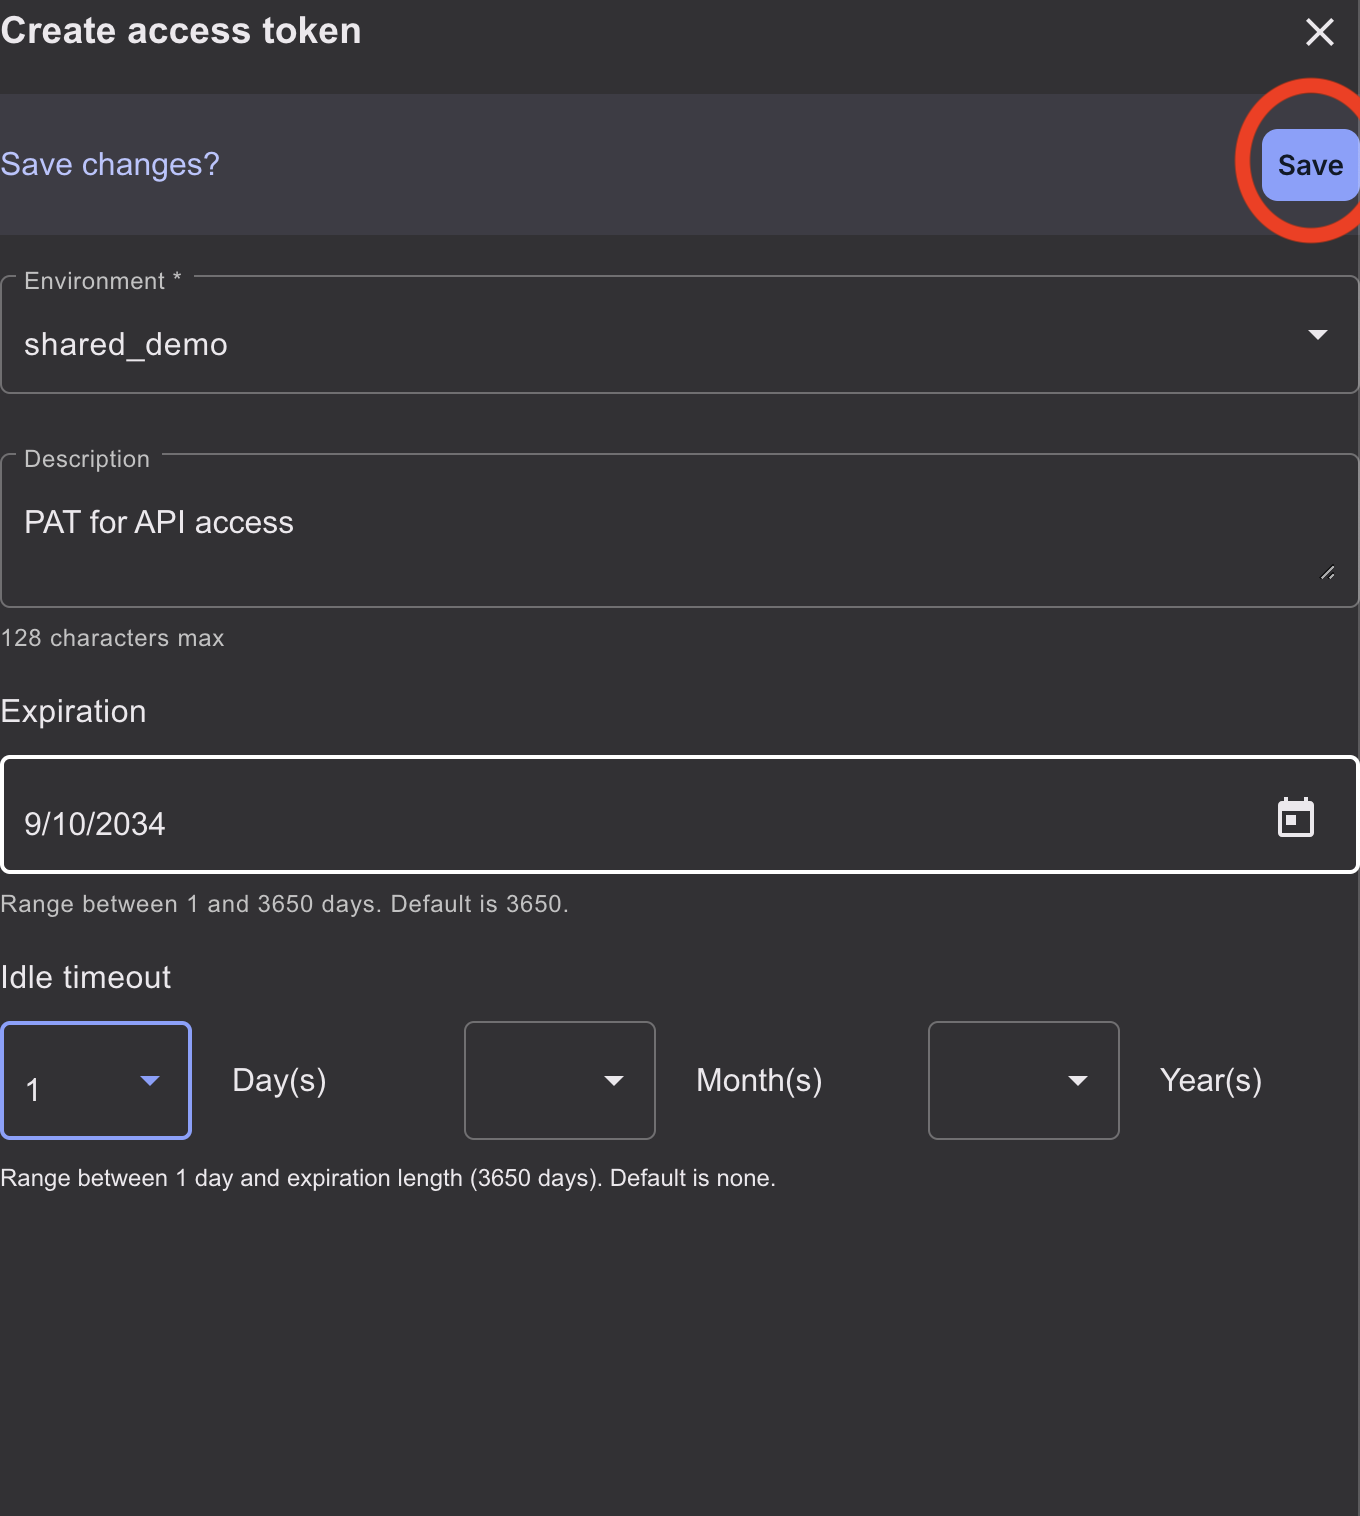 Create access token
Save changes?
Save
Environment *
shared_demo
Description
PAT for API access
128 characters max
Expiration
9/10/2034
Range between 1 and 3650 days. Default is 3650.
Idle timeout
1 Day(s) Month(s) Year(s)
Range between 1 day and expiration length (3650 days). Default is none.